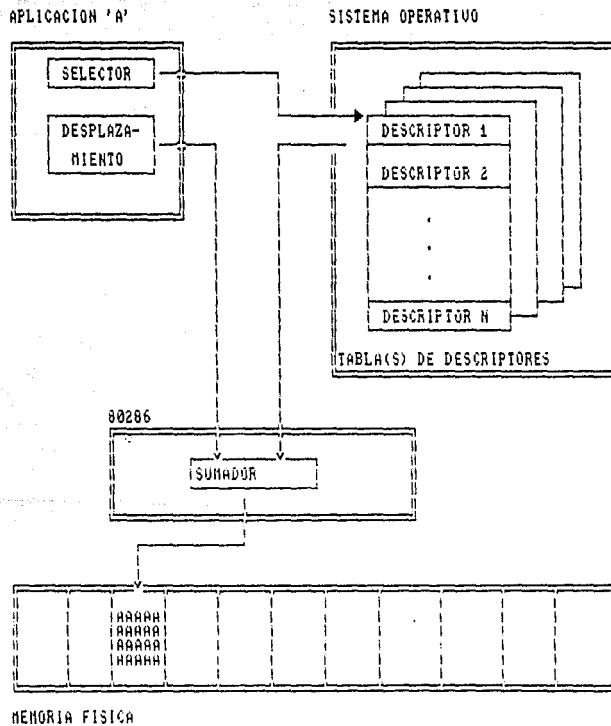 APLICACION 'A'
SISTEMA OPERATIVO
SELECTOR
DESPLAZA-
MIENTO
DESCRIPTOR 1
DESCRIPTOR 2
.
.
.
DESCRIPTOR N
TABLA(S) DE DESCRIPTORES
80286
SUMADOR
AAAAA
AAAAA
AAAAA
AAAAA
MEMORIA FISICA